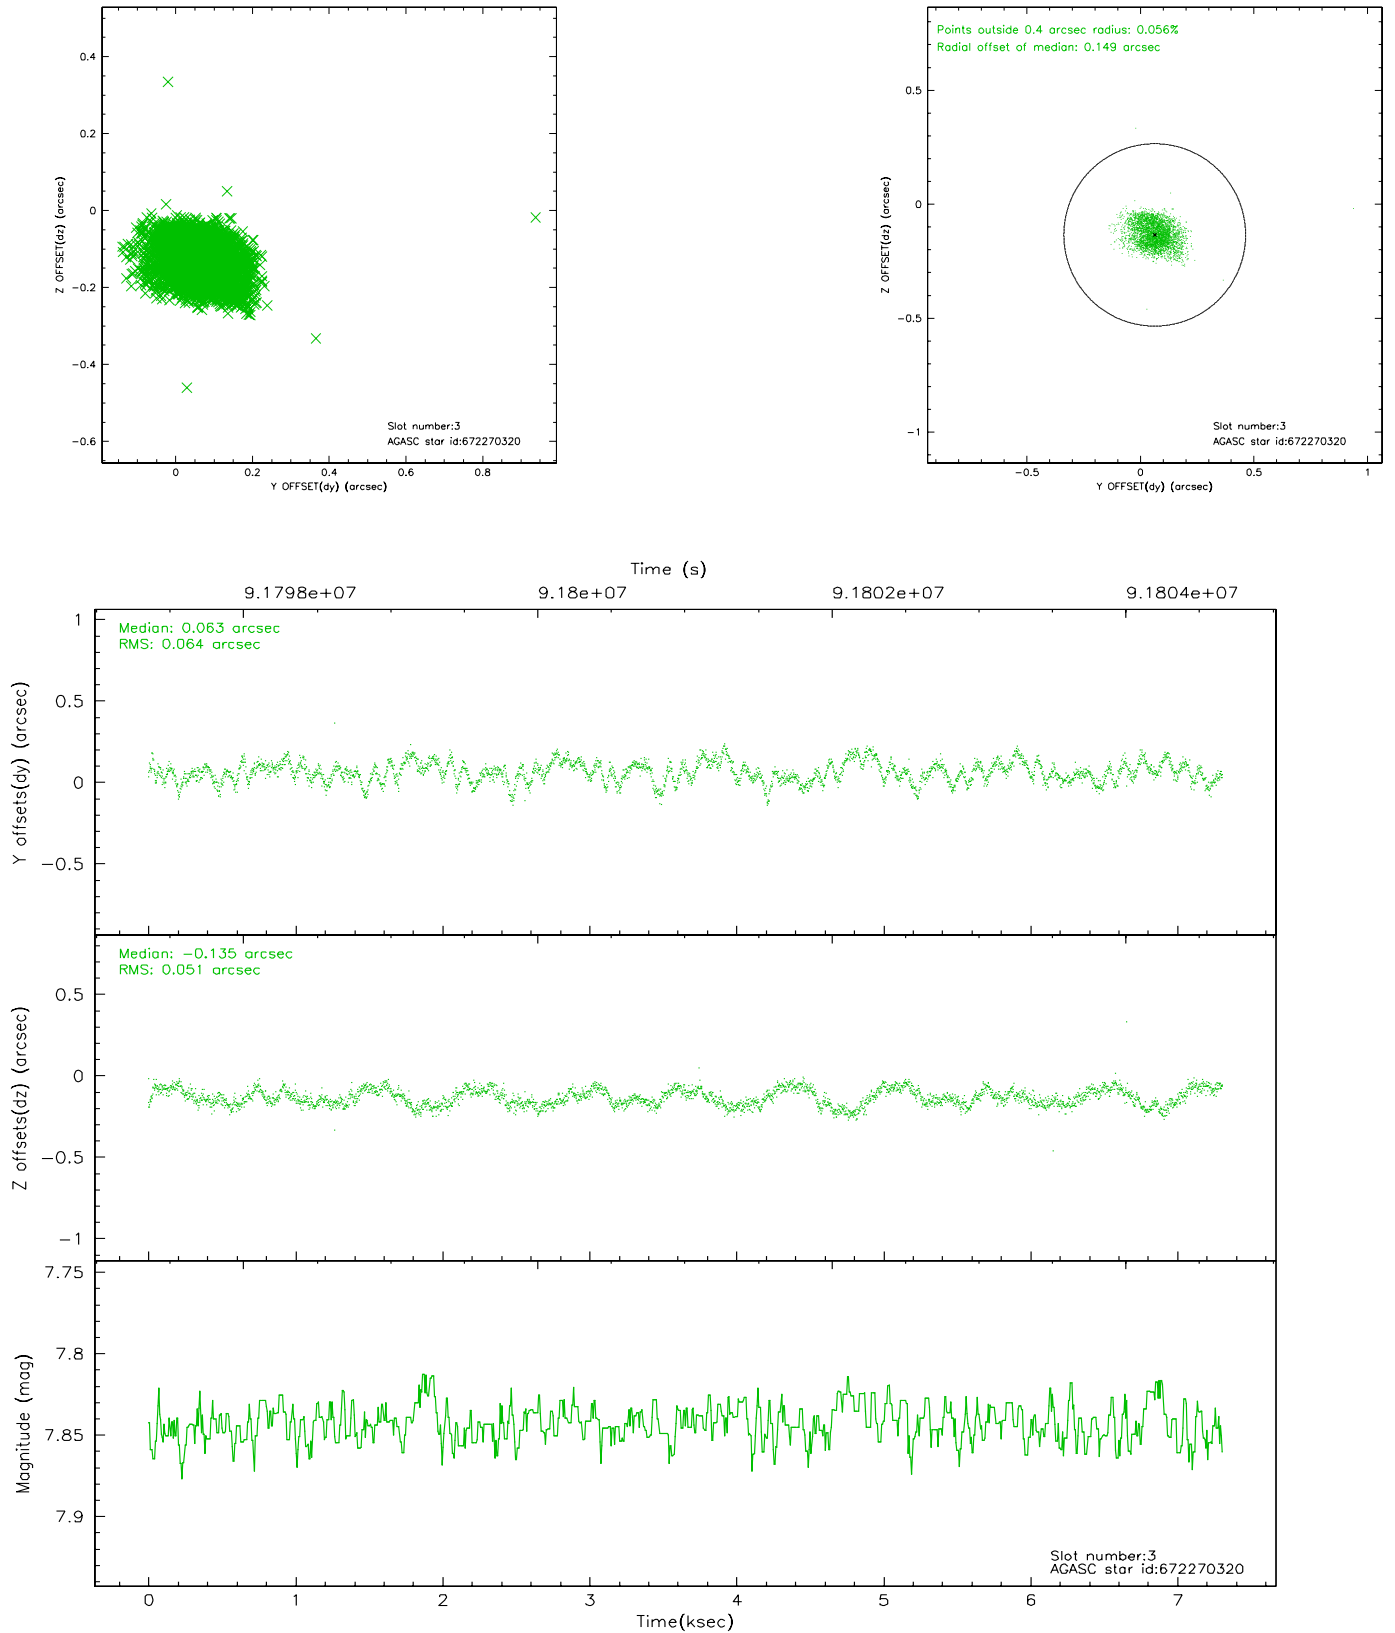 0.4
0.2
0
−0.2
−0.4
−0.6
Z OFFSET(dz) (arcsec)
Slot number:3
AGASC star id:672270320
0 0.2 0.4 0.6 0.8
Y OFFSET(dy) (arcsec)
Points outside 0.4 arcsec radius: 0.056%
Radial offset of median: 0.149 arcsec
0.5
0
−0.5
−1
Z OFFSET(dz) (arcsec)
Slot number:3
AGASC star id:672270320
−0.5 0 0.5 1
Y OFFSET(dy) (arcsec)
Time (s)
9.1798e+07 9.18e+07 9.1802e+07 9.1804e+07
Median: 0.063 arcsec
RMS: 0.064 arcsec
1
0.5
0
−0.5
Y offsets(dy) (arcsec)
Median: −0.135 arcsec
RMS: 0.051 arcsec
0.5
0
−0.5
−1
Z offsets(dz) (arcsec)
7.75
7.8
7.85
7.9
Magnitude (mag)
Slot number:3
AGASC star id:672270320
0 1 2 3 4 5 6 7
Time(ksec)